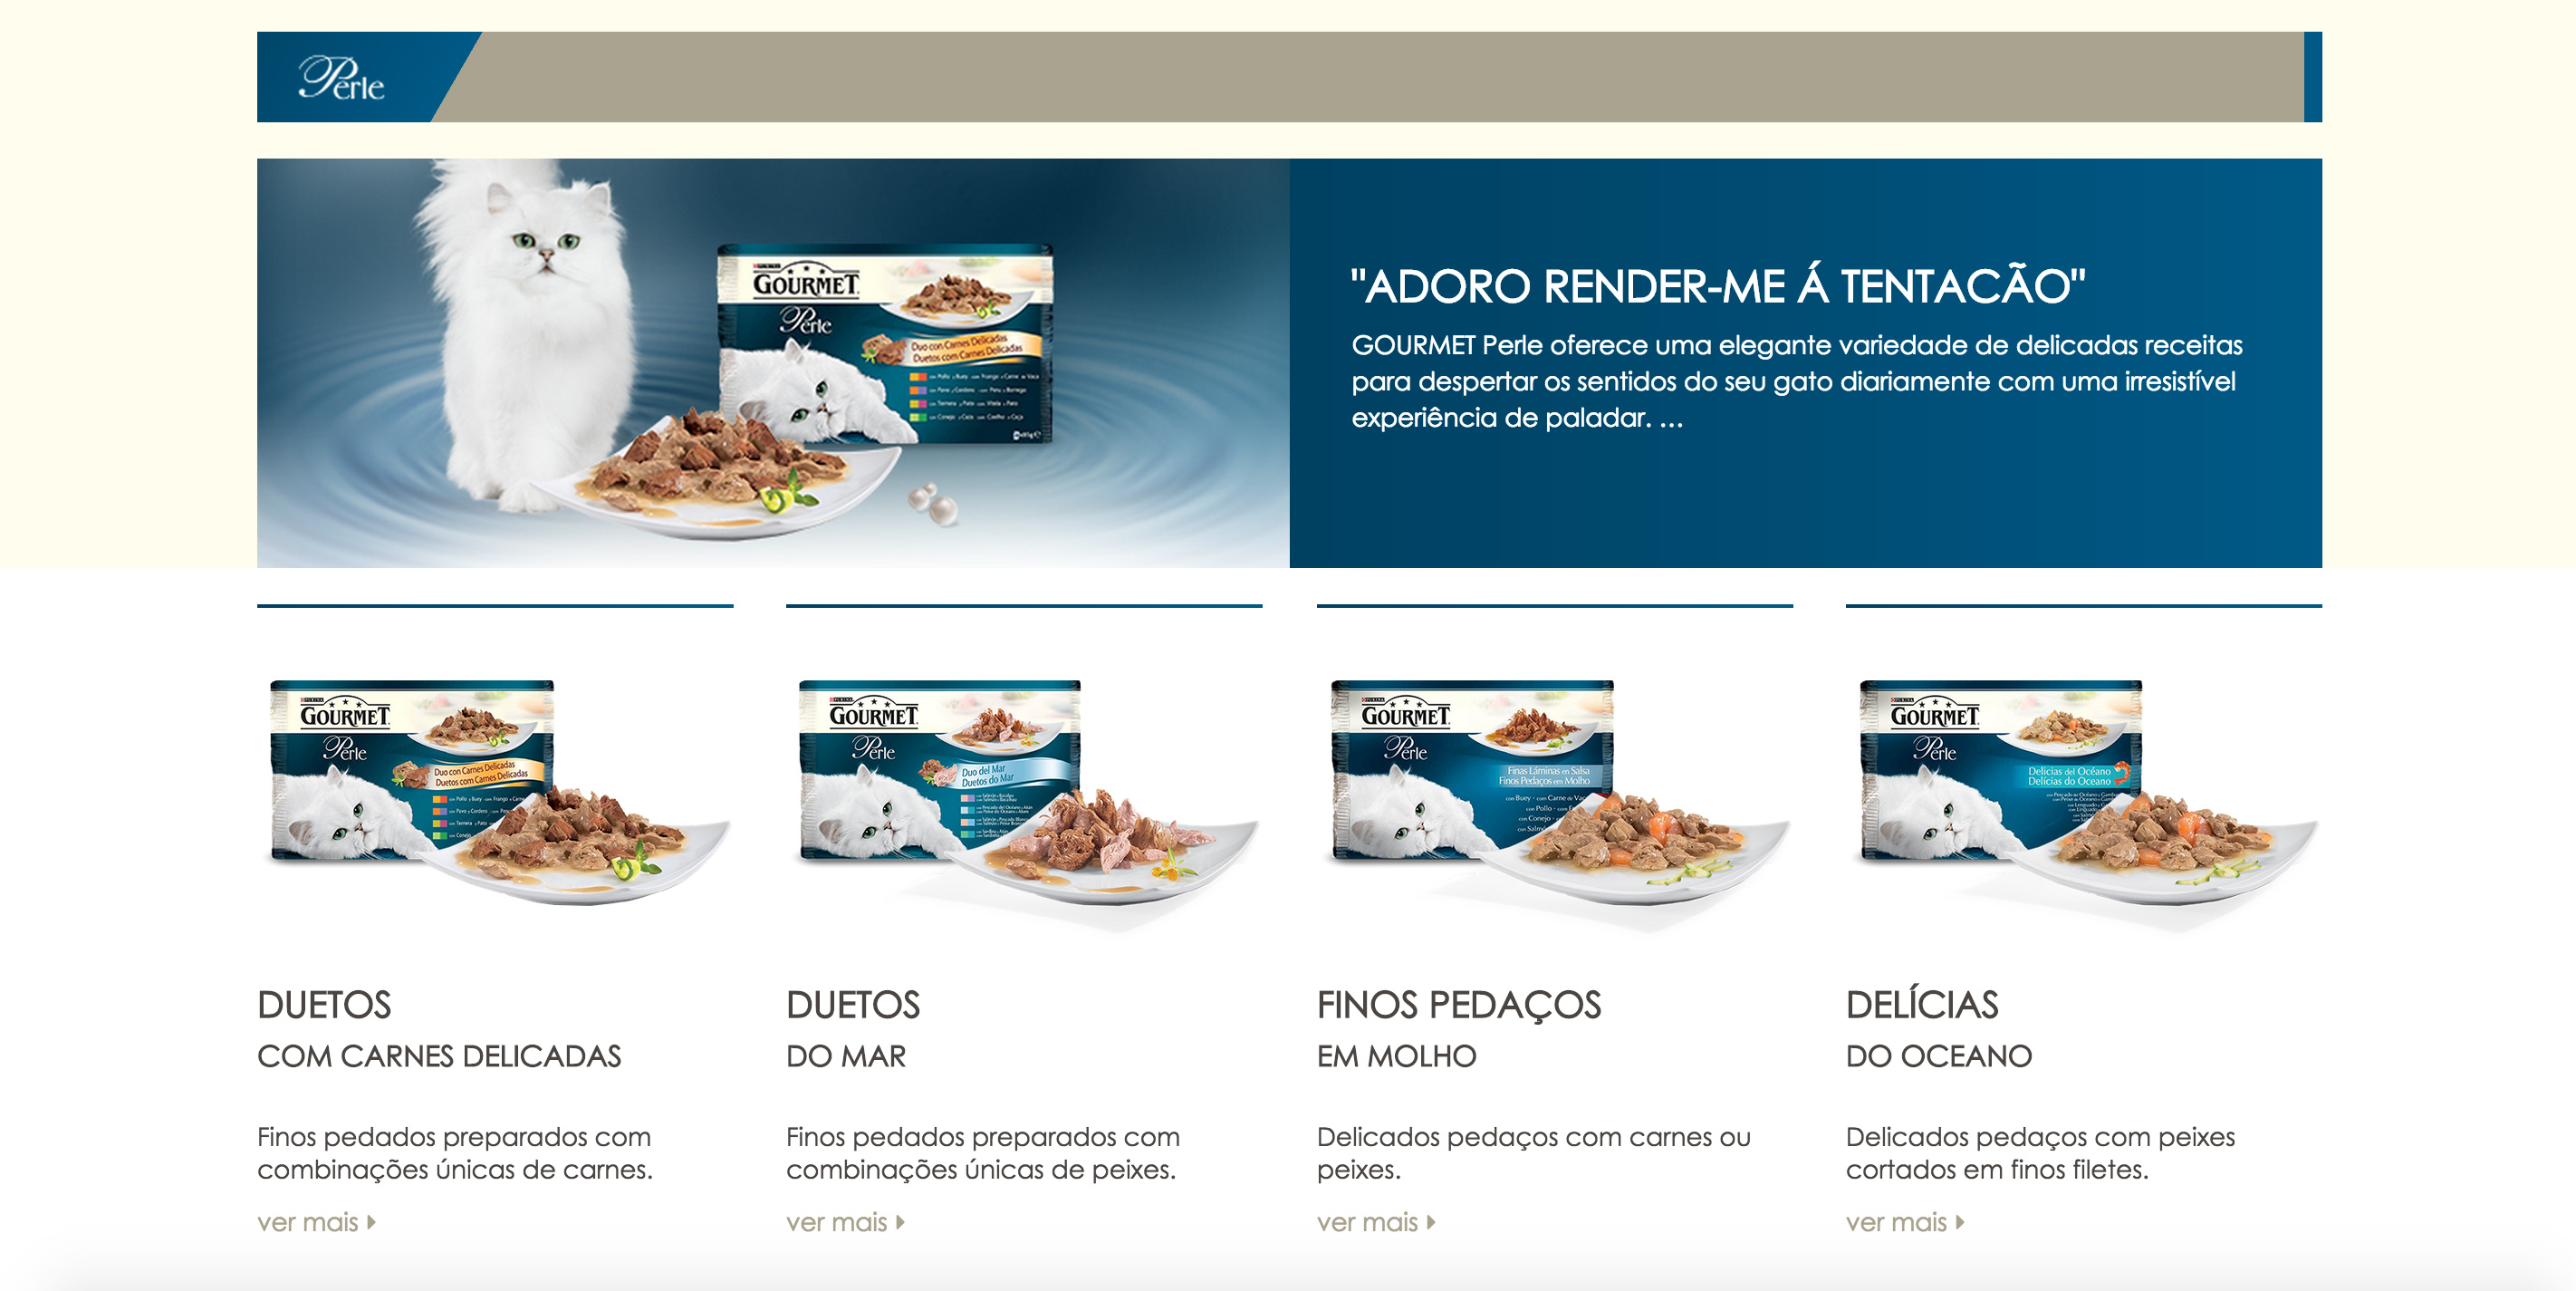 Perle
PURINA
GOURMET
Perle
Duo con Carnes Delicadas
Duetos com Carnes Delicadas
"ADORO RENDER-ME Á TENTACÃO"
GOURMET Perle oferece uma elegante variedade de delicadas receitas
para despertar os sentidos do seu gato diariamente com uma irresistível
experiência de paladar. ...
PURINA
GOURMET
Perle
Duo con Carnes Delicadas
Duetos com Carnes Delicadas
PURINA
GOURMET
Perle
Duo del Mar
Duetos do Mar
PURINA
GOURMET
Perle
Finas Láminas en Salsa
Finos Pedaços em Molho
PURINA
GOURMET
Perle
Delicias del Océano
Delícias do Oceano
DUETOS
COM CARNES DELICADAS
Finos pedados preparados com
combinações únicas de carnes.
ver mais
DUETOS
DO MAR
Finos pedados preparados com
combinações únicas de peixes.
ver mais
FINOS PEDAÇOS
EM MOLHO
Delicados pedaços com carnes ou
peixes.
ver mais
DELÍCIAS
DO OCEANO
Delicados pedaços com peixes
cortados em finos filetes.
ver mais